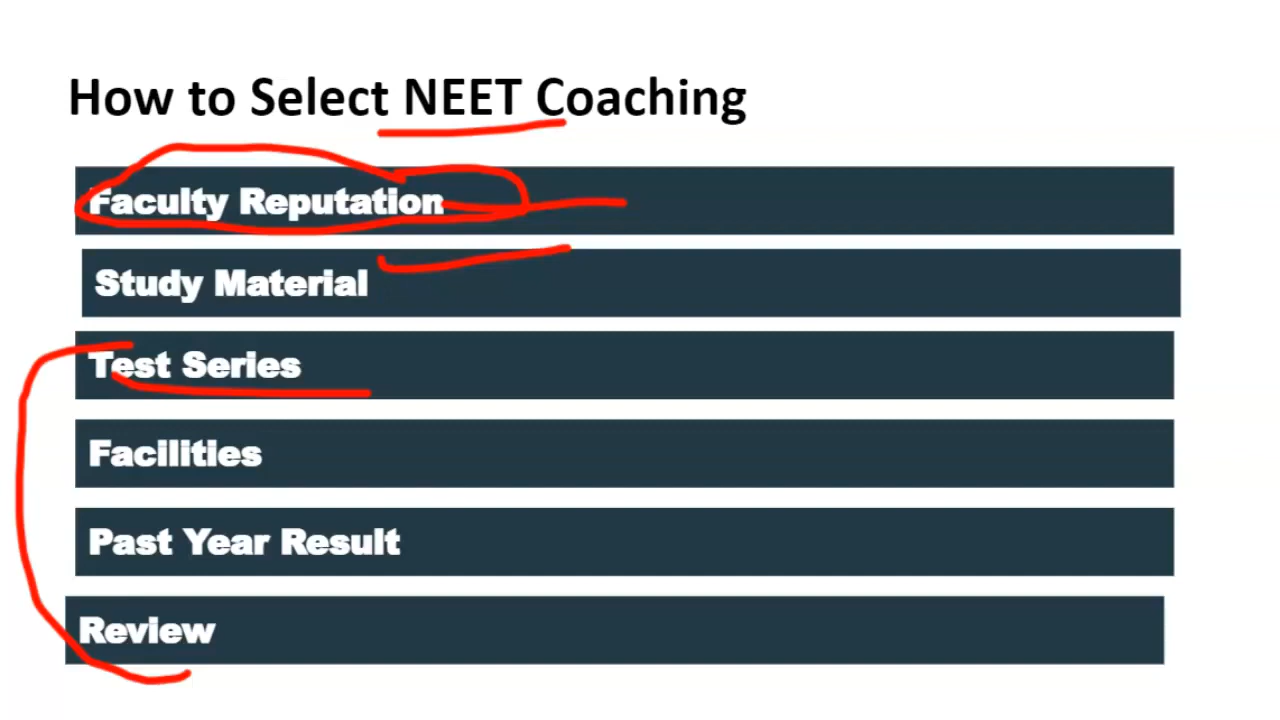 How to Select NEET Coaching
Faculty Reputation
Study Material
Test Series
Facilities
Past Year Result
Review